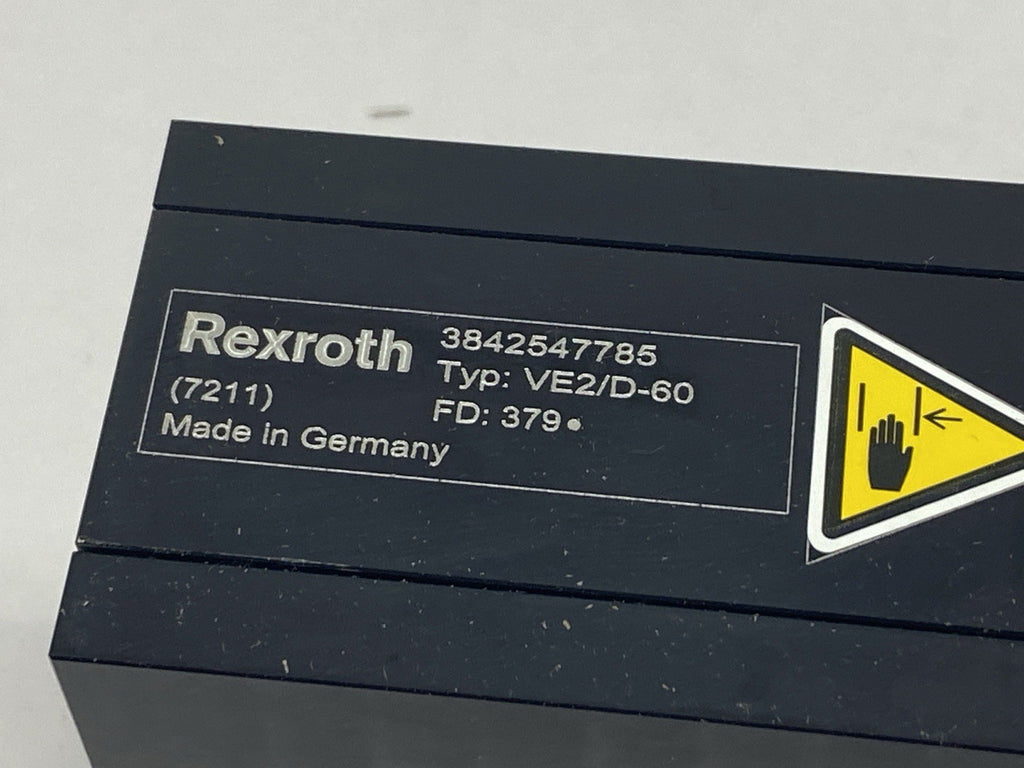 Rexroth
(7211)
Made in Germany
3842547785
Typ: VE2/D-60
FD: 379•